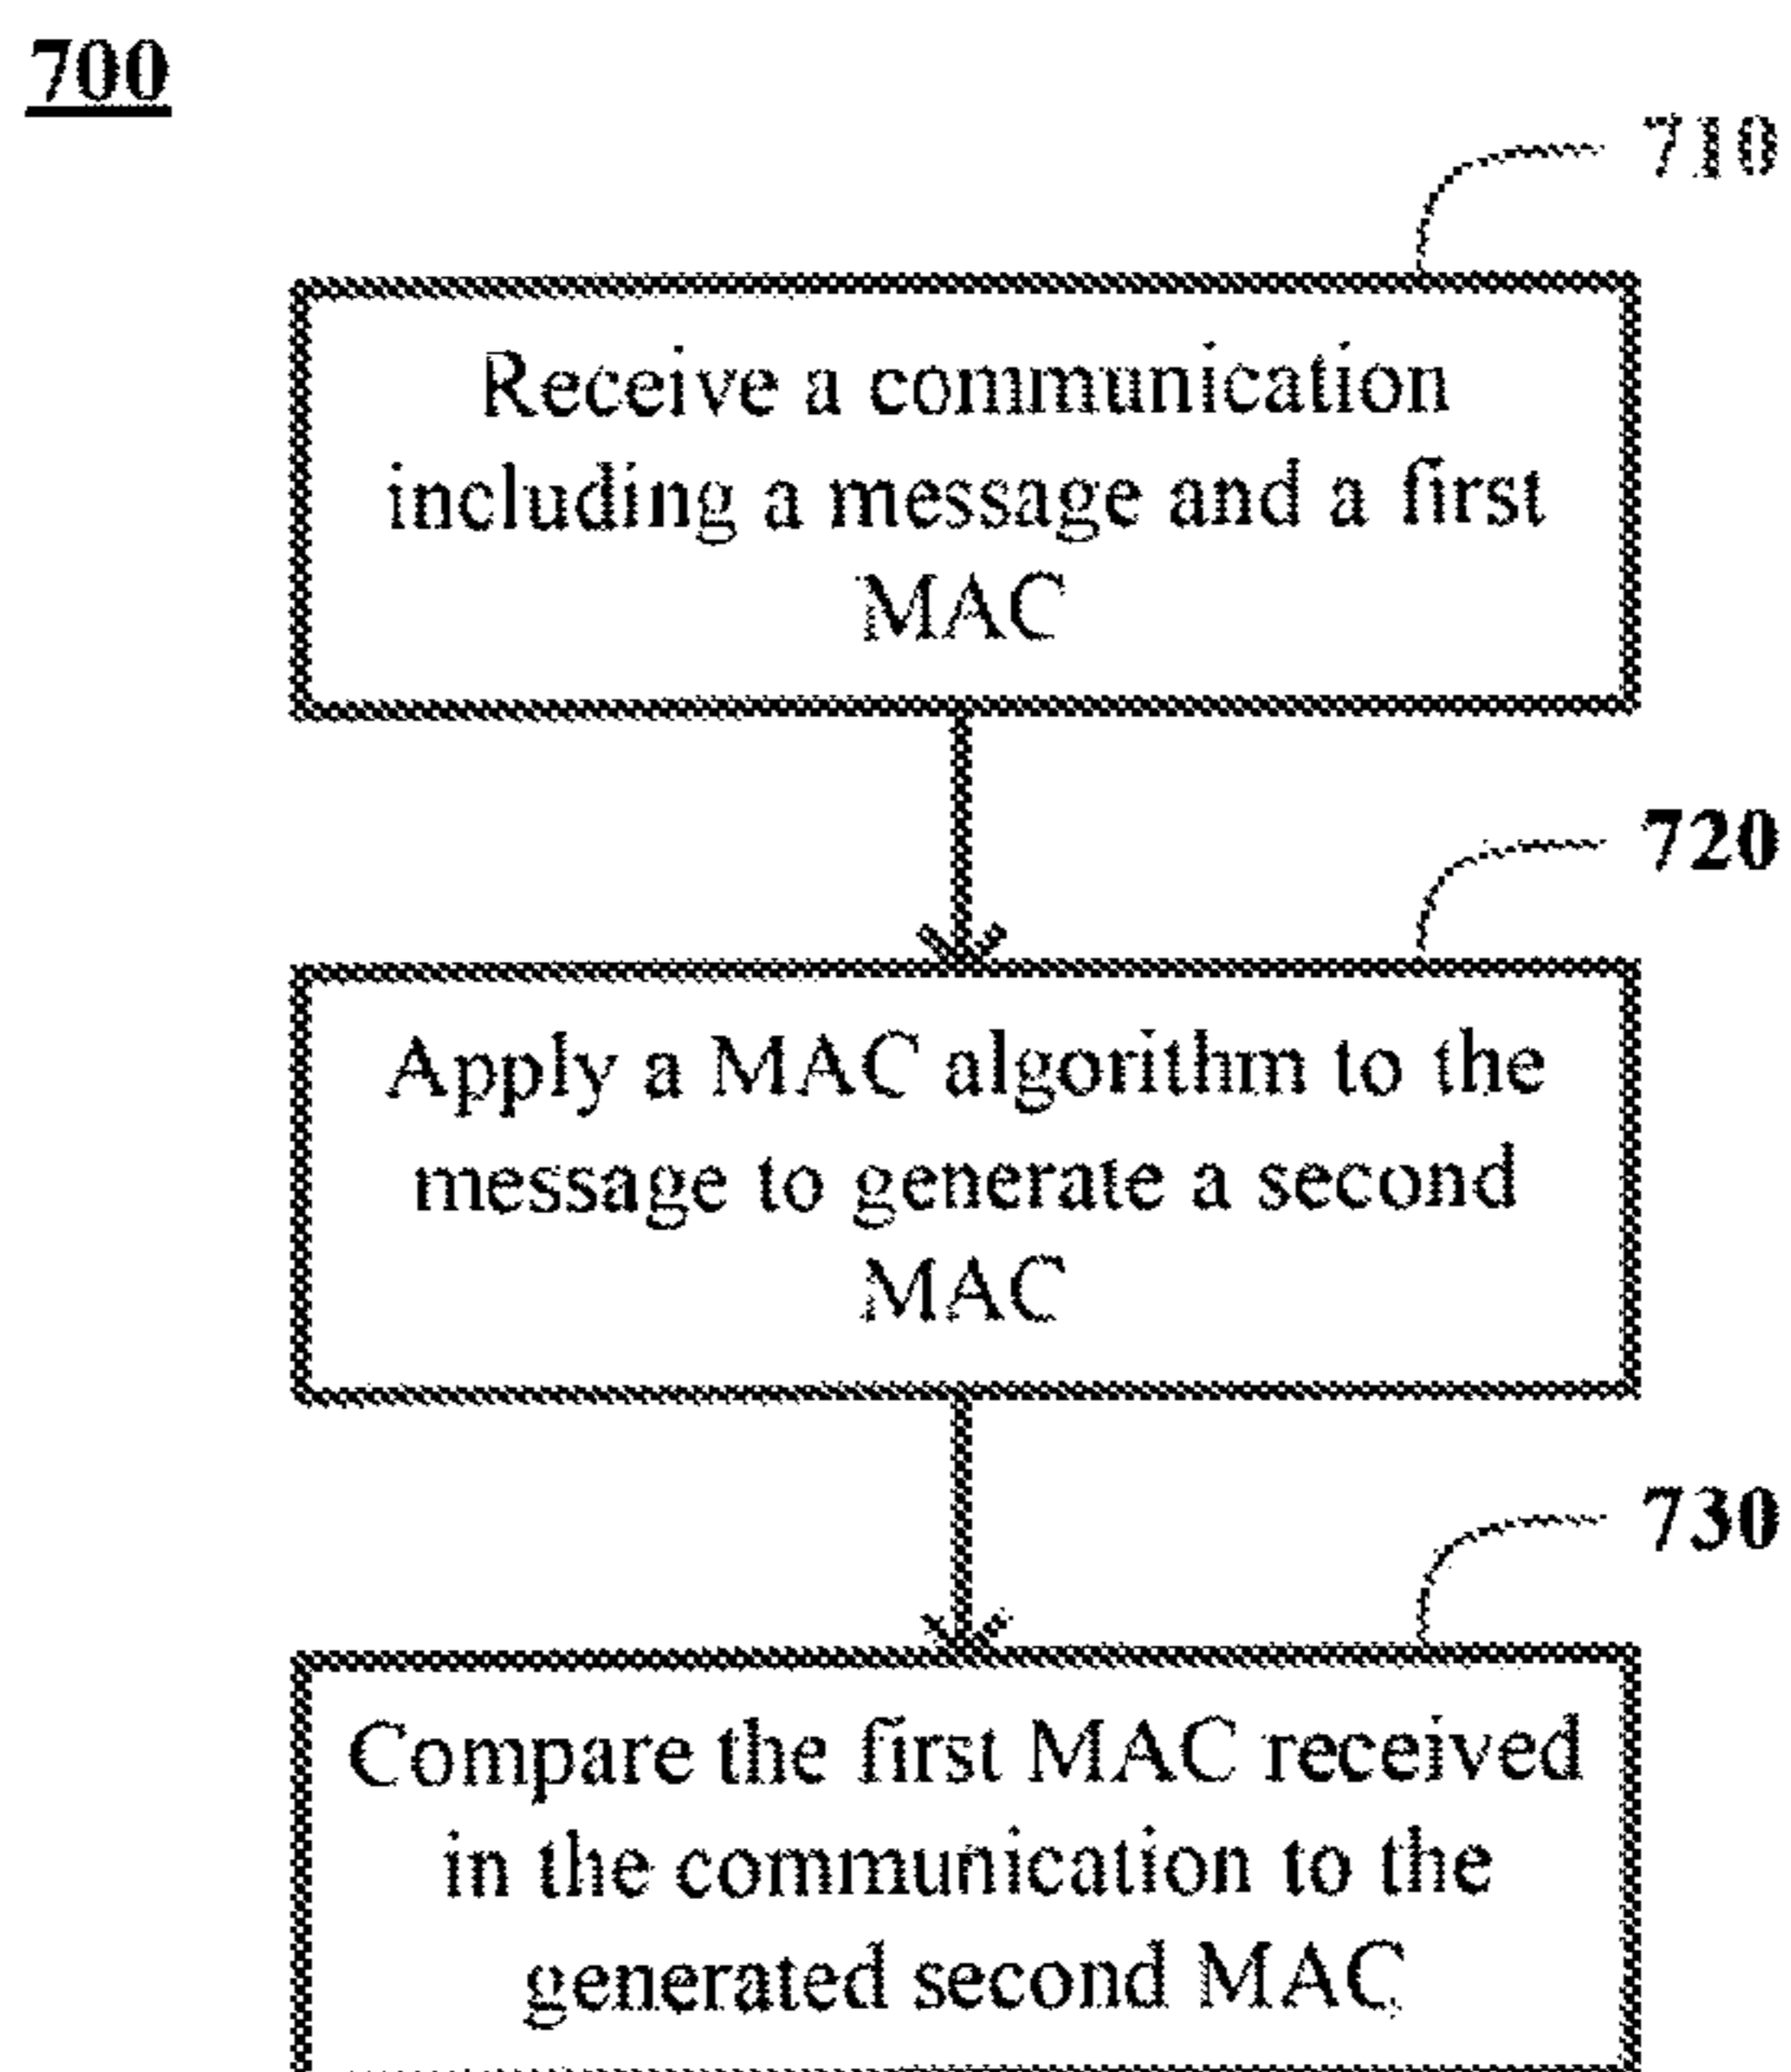 700
710
Receive a communication
including a message and a first
MAC
720
Apply a MAC algorithm to the
message to generate a second
MAC
730
Compare the first MAC received
in the communication to the
generated second MAC